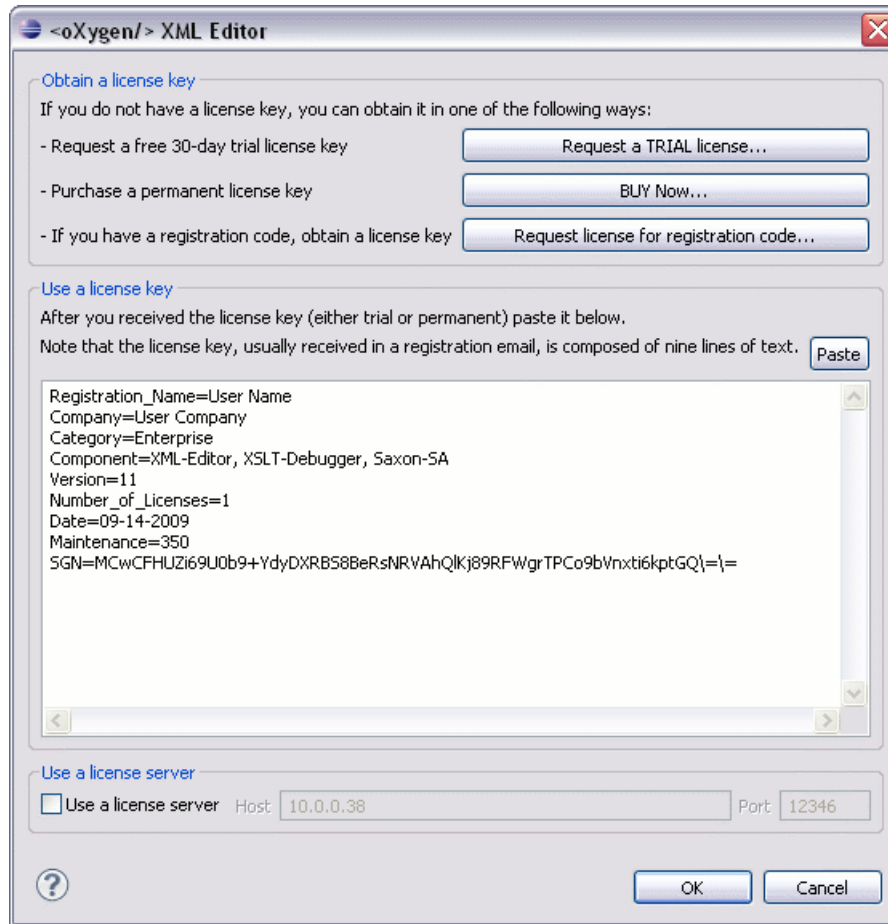 <oXygen/> XML Editor
Obtain a license key
If you do not have a license key, you can obtain it in one of the following ways:
- Request a free 30-day trial license key
Request a TRIAL license...
- Purchase a permanent license key
BUY Now...
- If you have a registration code, obtain a license key
Request license for registration code...
Use a license key
After you received the license key (either trial or permanent) paste it below.
Note that the license key, usually received in a registration email, is composed of nine lines of text.
Paste
Registration_Name=User Name
Company=User Company
Category=Enterprise
Component=XML-Editor, XSLT-Debugger, Saxon-SA
Version=11
Number_of_Licenses=1
Date=09-14-2009
Maintenance=350
SGN=MCwCFHUZi69U0b9+YdyDXRBS8BeRsNRVAhQlKj89RFWgrTPCo9bVnxti6kptGQ\=\=
Use a license server
Use a license server
Host
10.0.0.38
Port
12346
?
OK
Cancel